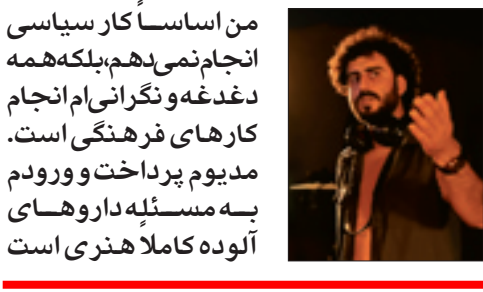 من اساساً کار سیاسی
انجام نمی‌دهم، بلکه همه
دغدغه و نگرانی‌ام انجام
کارهای فرهنگی است.
مدیوم پرداخت و ورودم
به مسئله داروهای
آلوده کاملاً هنری است